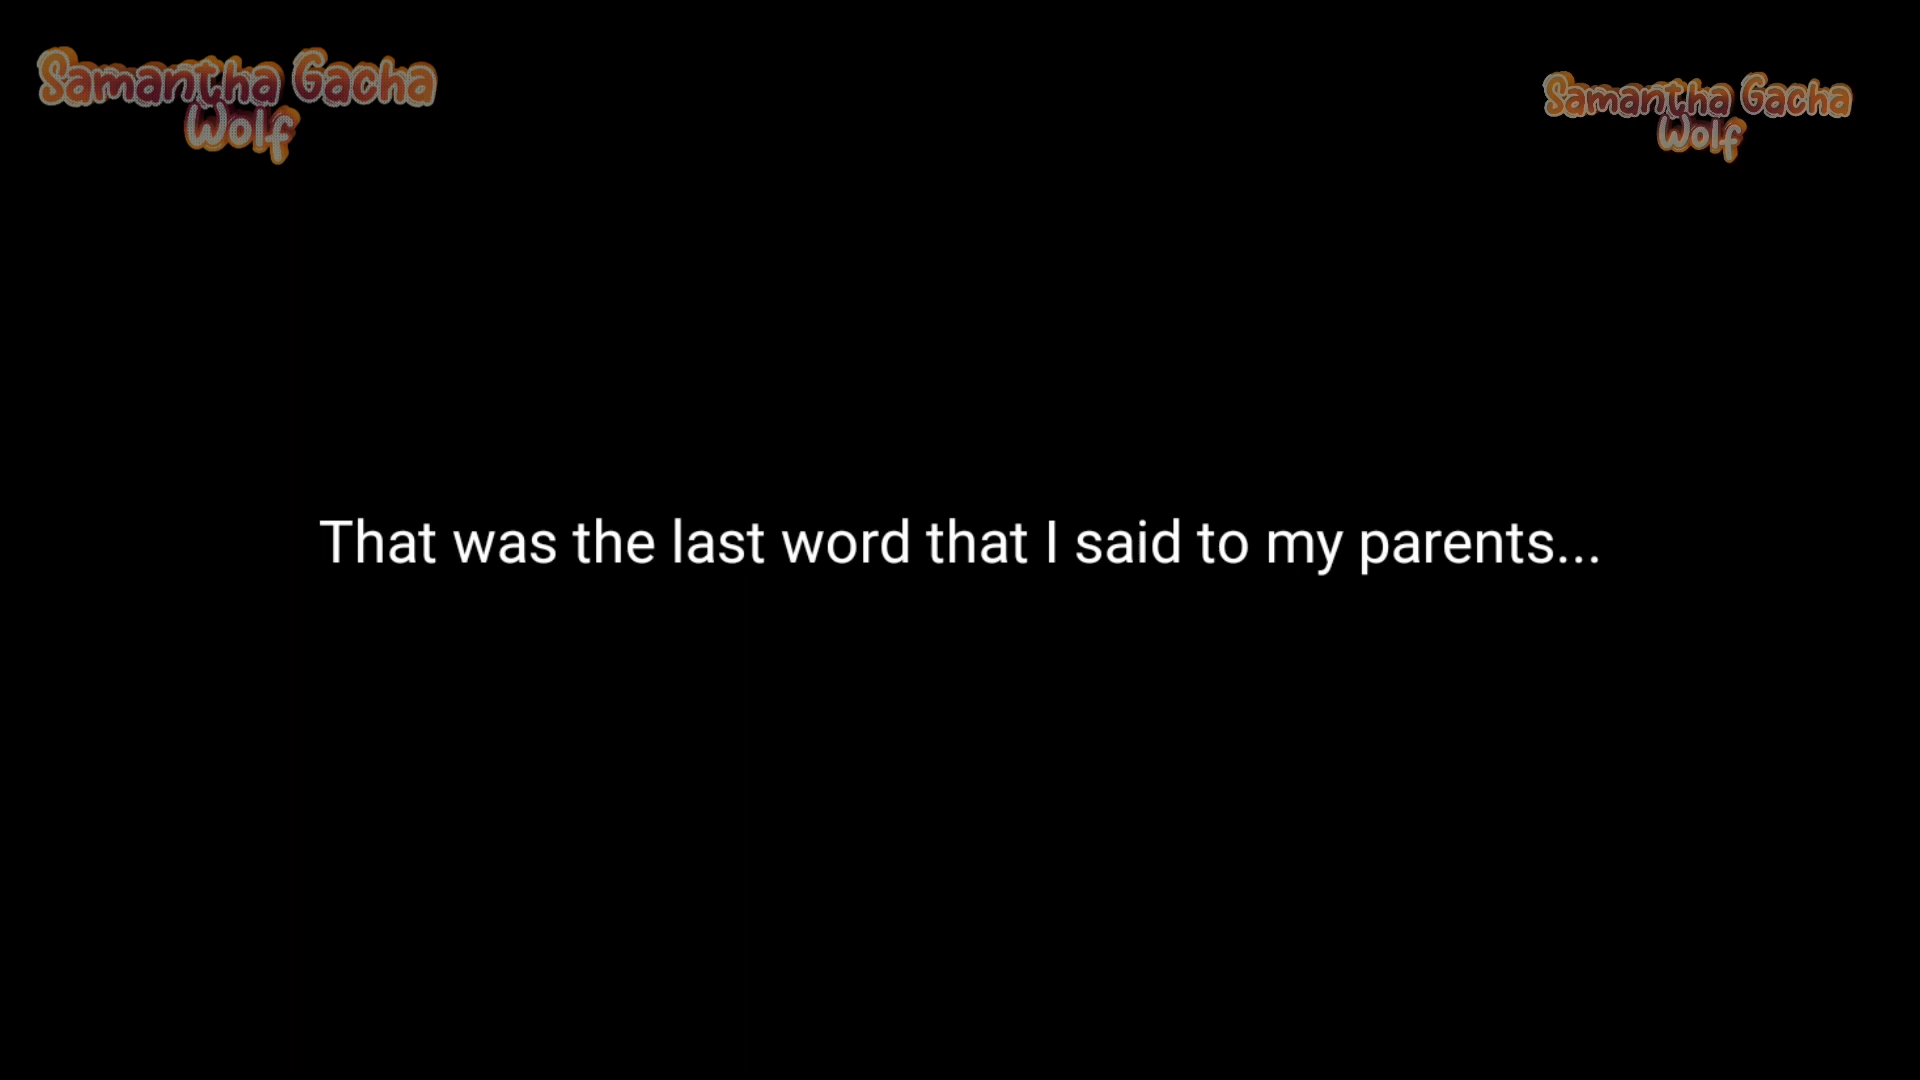 Samantha Gacha
Wolf
Samantha Gacha
Wolf
That was the last word that I said to my parents...